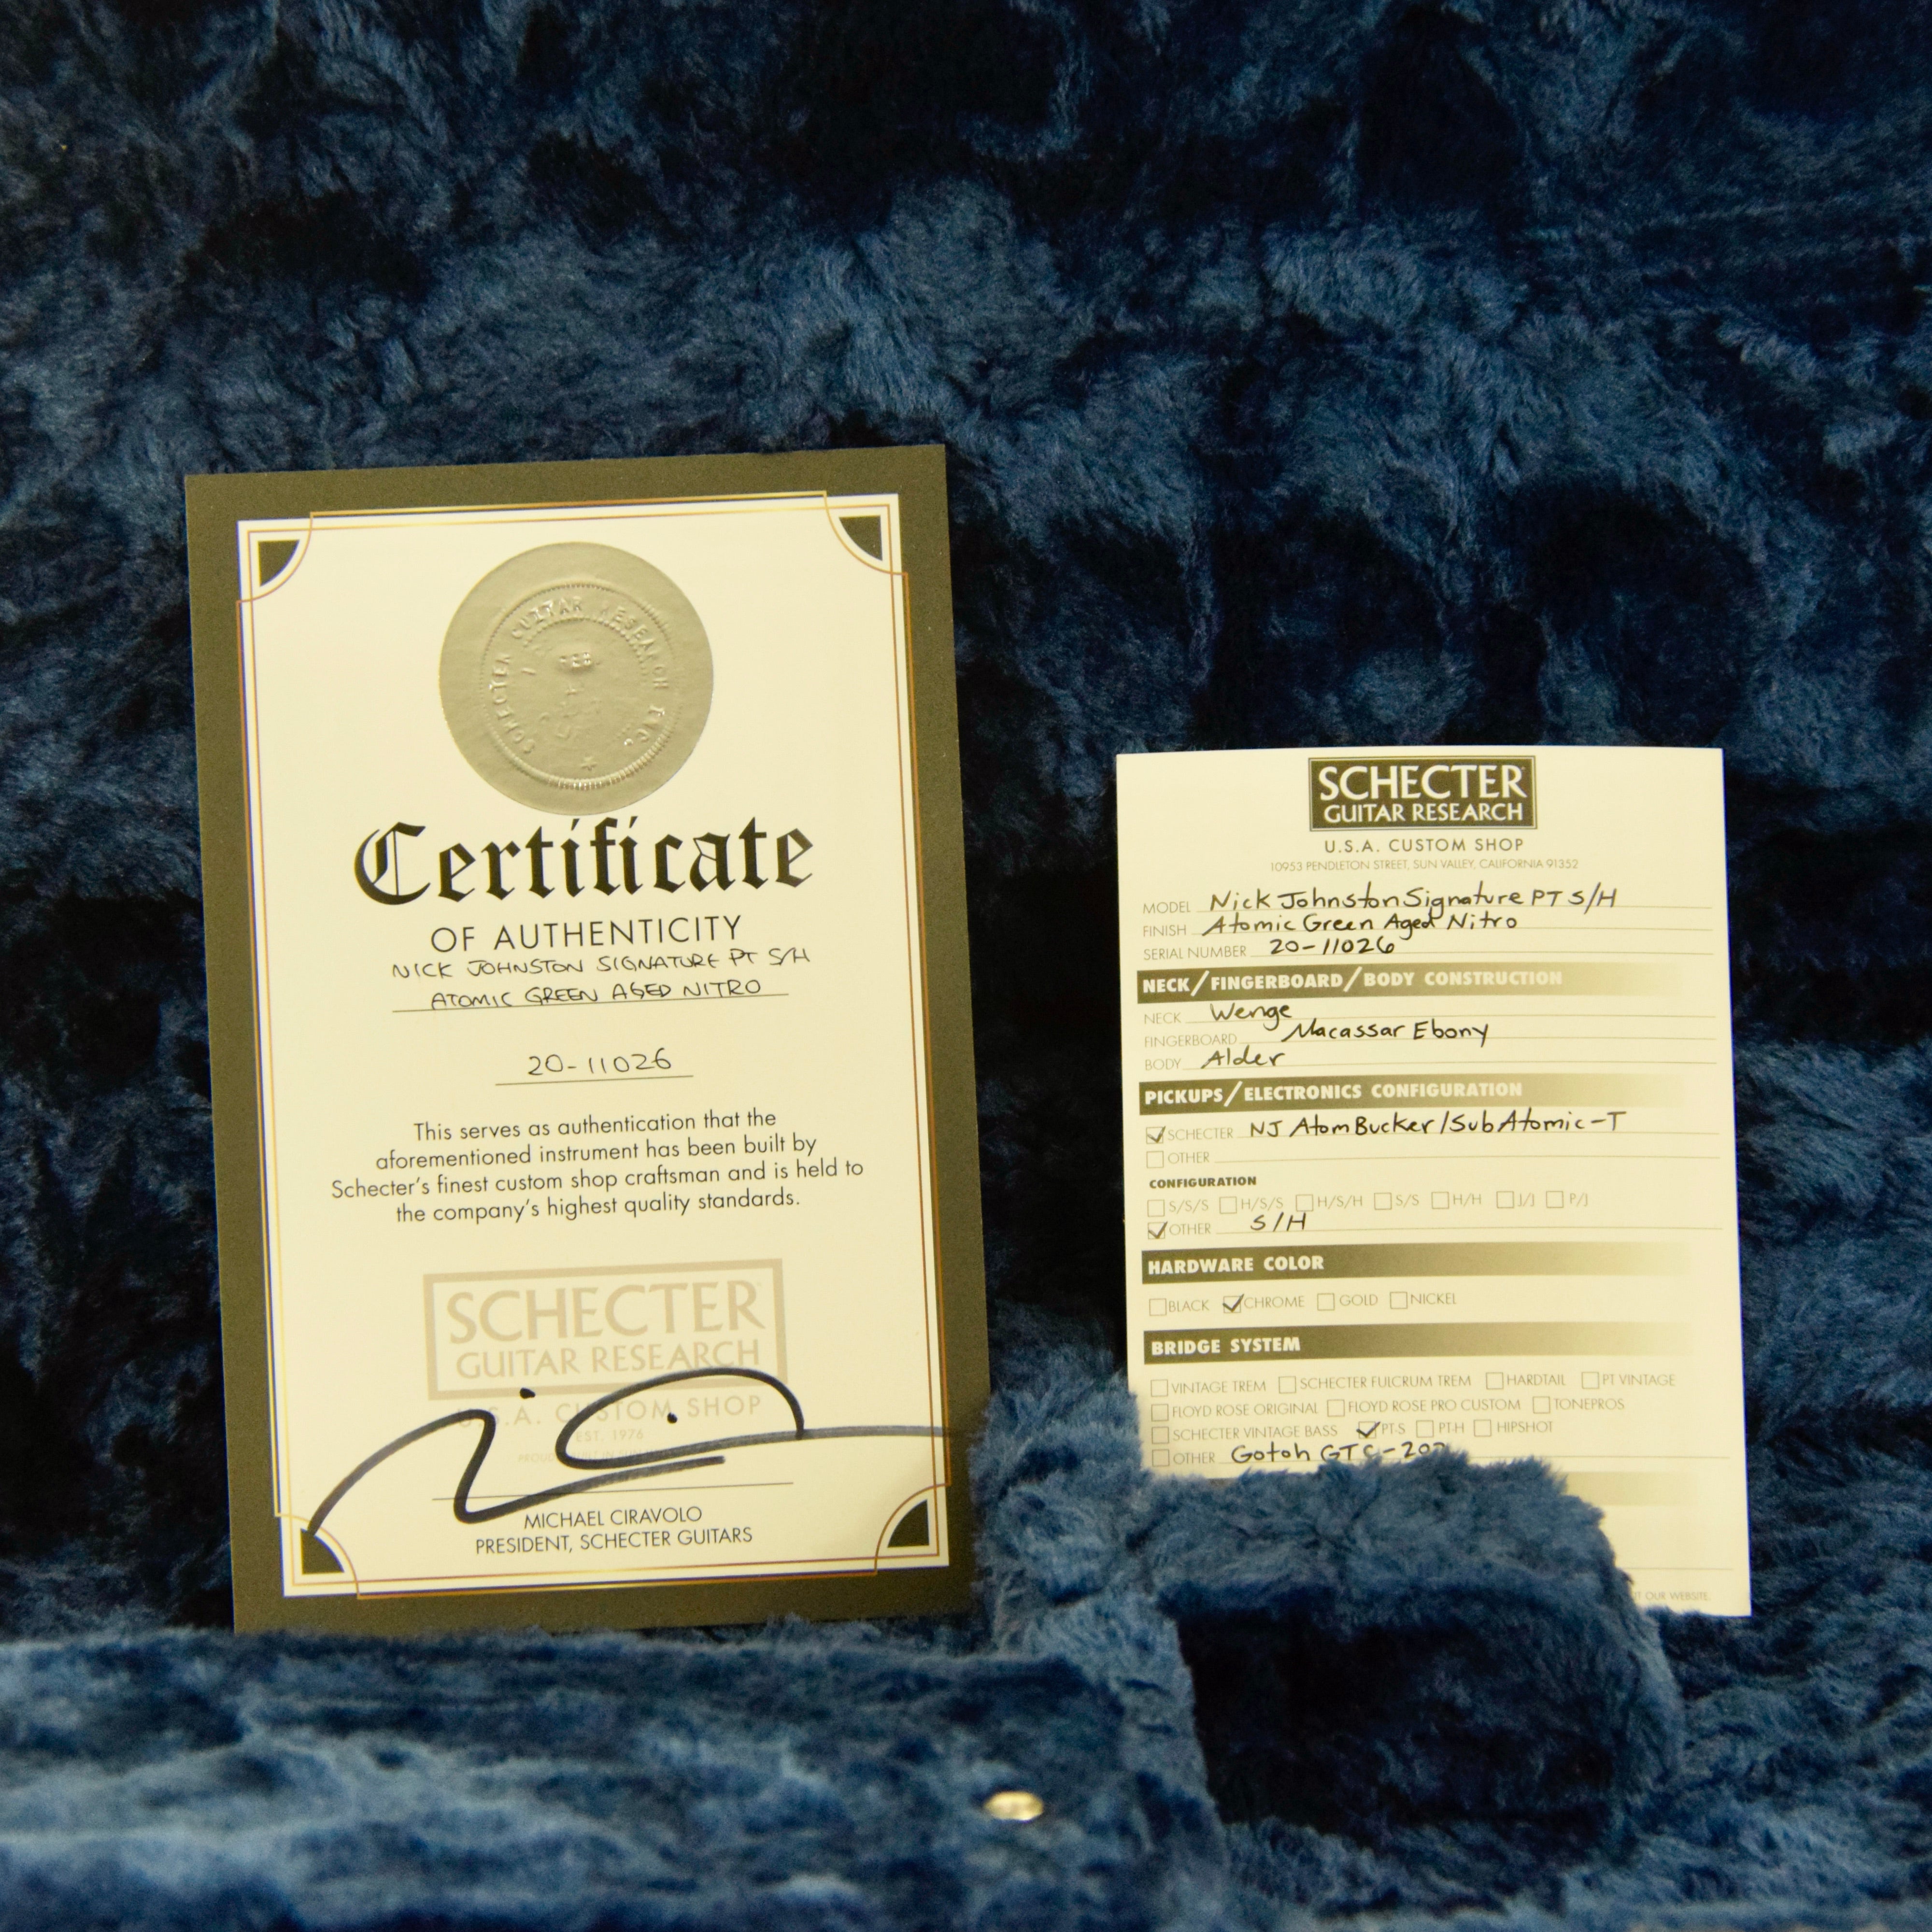 SCHECTER GUITAR RESEARCH INC.
Certificate
OF AUTHENTICITY
NICK JOHNSTON SIGNATURE PT S/H
ATOMIC GREEN AGED NITRO
20-11026
This serves as authentication that the
aforementioned instrument has been built by
Schecter's finest custom shop craftsman and is held to
the company's highest quality standards.
SCHECTER
GUITAR RESEARCH
U.S.A. CUSTOM SHOP
EST. 1976
MICHAEL CIRAVOLO
PRESIDENT, SCHECTER GUITARS
SCHECTER
GUITAR RESEARCH
U.S.A. CUSTOM SHOP
10953 PENDLETON STREET, SUN VALLEY, CALIFORNIA 91352
MODEL Nick Johnston Signature PT S/H
FINISH Atomic Green Aged Nitro
SERIAL NUMBER 20-11026
NECK/FINGERBOARD/BODY CONSTRUCTION
NECK Wenge
FINGERBOARD Macassar Ebony
BODY Alder
PICKUPS/ELECTRONICS CONFIGURATION
SCHECTER NJ AtomBucker/SubAtomic-T
OTHER
CONFIGURATION
S/S/S H/S/S H/S/H S/S H/H J/J P/J
OTHER S/H
HARDWARE COLOR
BLACK CHROME GOLD NICKEL
BRIDGE SYSTEM
VINTAGE TREM SCHECTER FULCRUM TREM HARDTAIL PT VINTAGE
FLOYD ROSE ORIGINAL FLOYD ROSE PRO CUSTOM TONEPROS
SCHECTER VINTAGE BASS PT-S PT-H HIPSHOT
OTHER Gotoh
OUR WEBSITE.